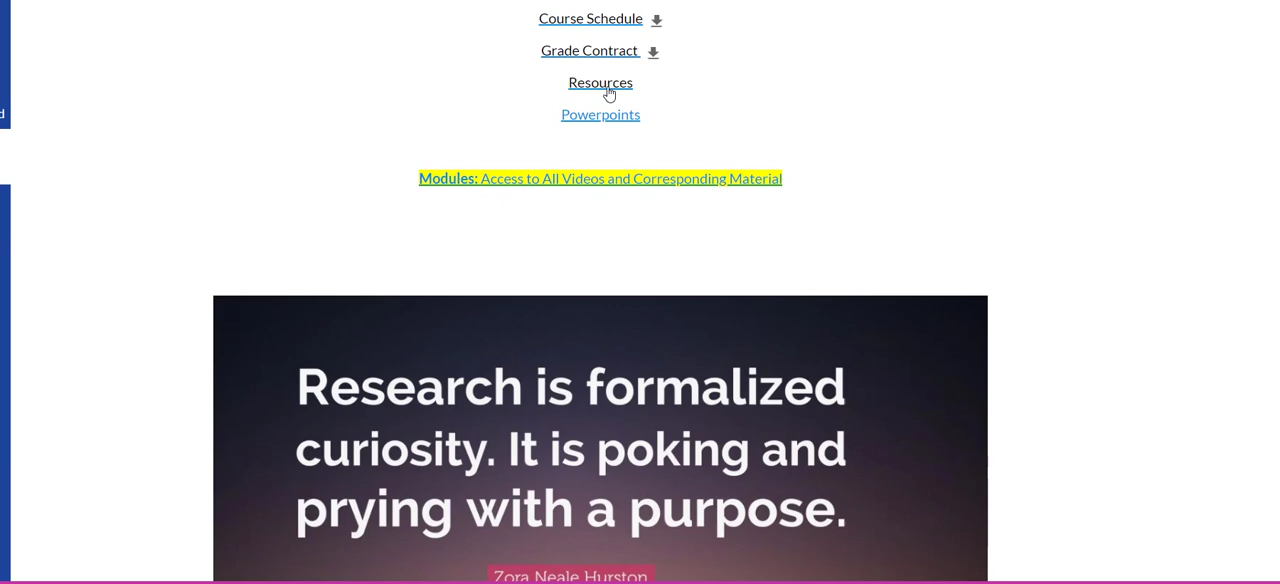 Course Schedule
Grade Contract
Resources
d
Powerpoints
Modules: Access to All Videos and Corresponding Material
Research is formalized
curiosity. It is poking and
prying with a purpose.
Zora Neale Hurston